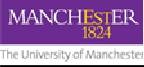 MANCHESTER
1824
The University of Manchester